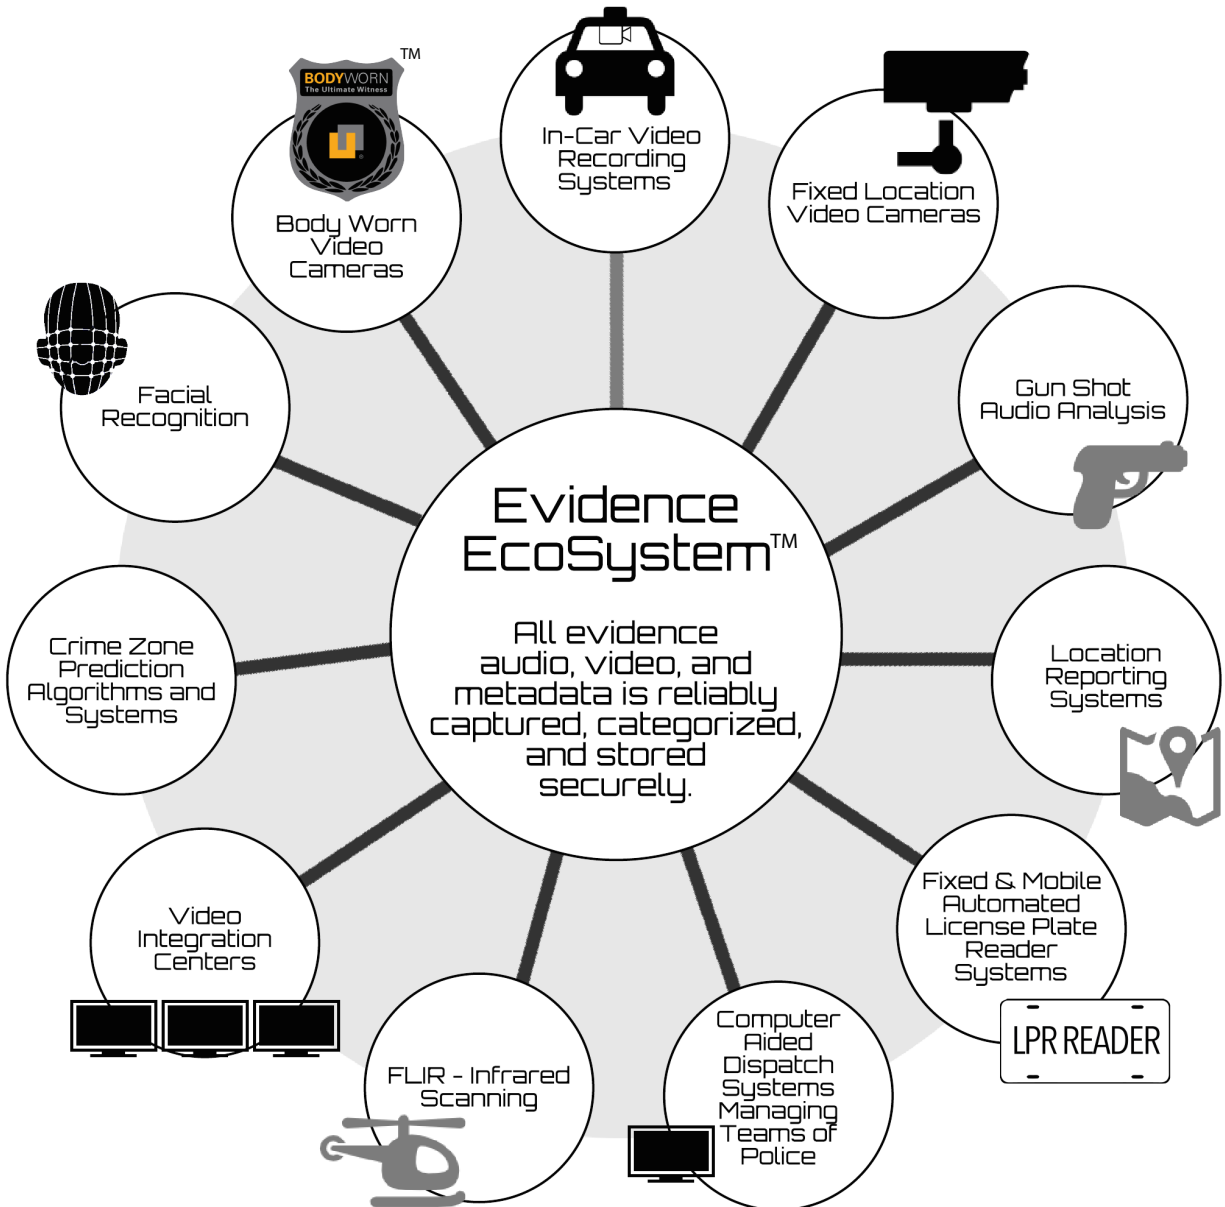 In-Car Video
Recording
Systems
Fixed Location
Video Cameras
Gun Shot
Audio Analysis
Location
Reporting
Systems
Fixed & Mobile
Automated
License Plate
Reader
Systems
LPR READER
Computer
Aided
Dispatch
Systems
Managing
Teams of
Police
FLIR - Infrared
Scanning
Video
Integration
Centers
Crime Zone
Prediction
Algorithms and
Systems
Facial
Recognition
TM
BODYWORN
The Ultimate Witness
®
Body Worn
Video
Cameras
Evidence
EcoSystem™
All evidence
audio, video, and
metadata is reliably
captured, categorized,
and stored
securely.